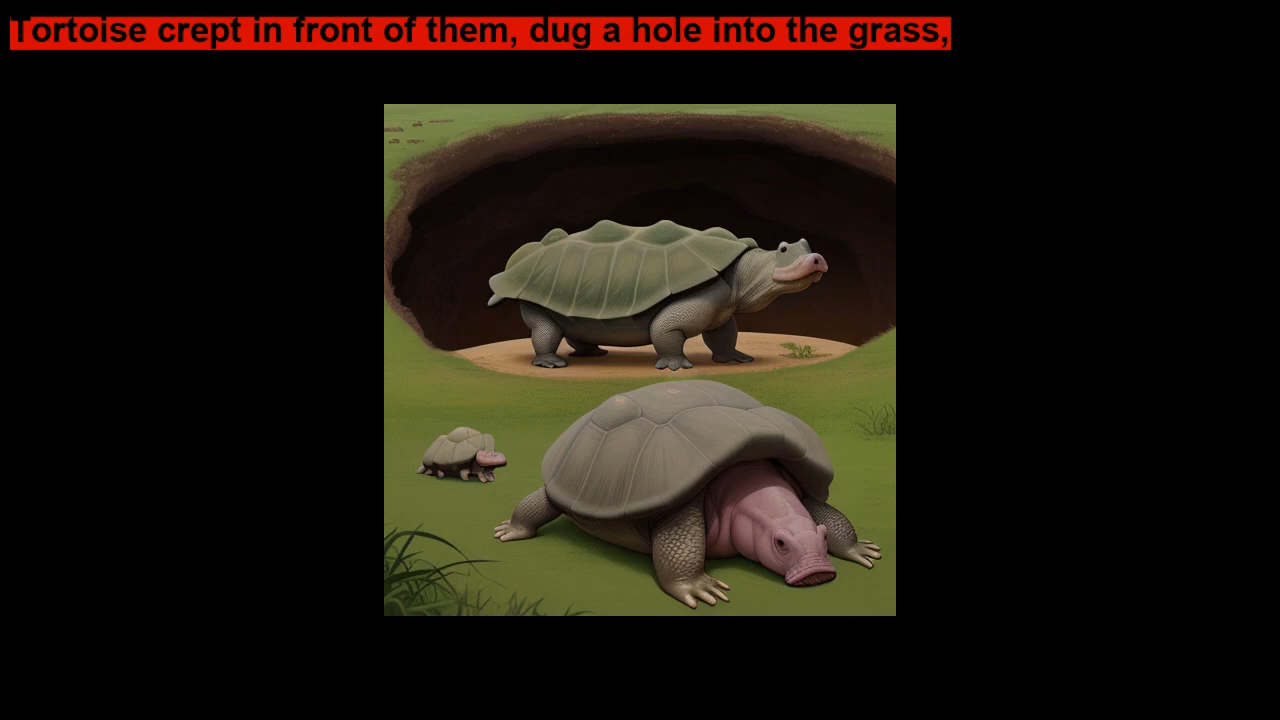 Tortoise crept in front of them, dug a hole into the grass,